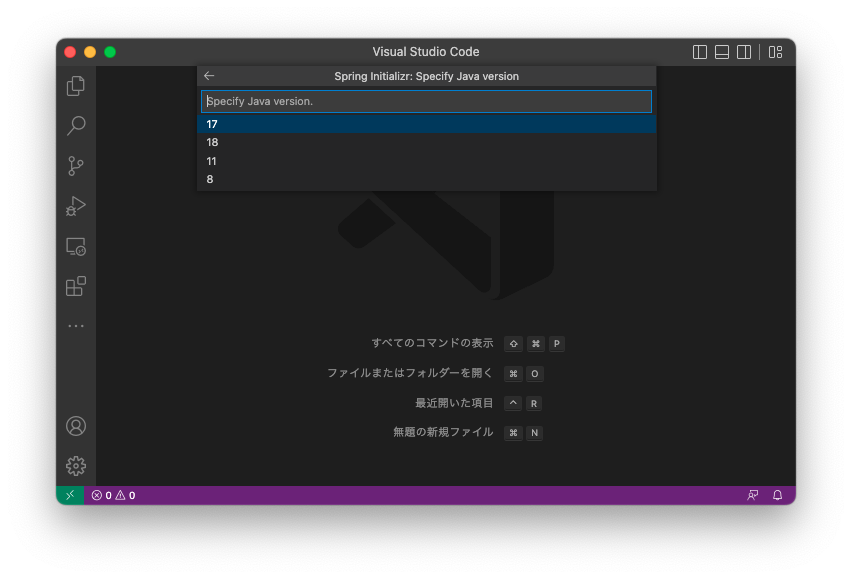 Visual Studio Code
Spring Initializr: Specify Java version
Specify Java version.
17
18
11
8
すべてのコマンドの表示 ⇧ ⌘ P
ファイルまたはフォルダーを開く ⌘ O
最近開いた項目 ^ R
無題の新規ファイル ⌘ N
0 0